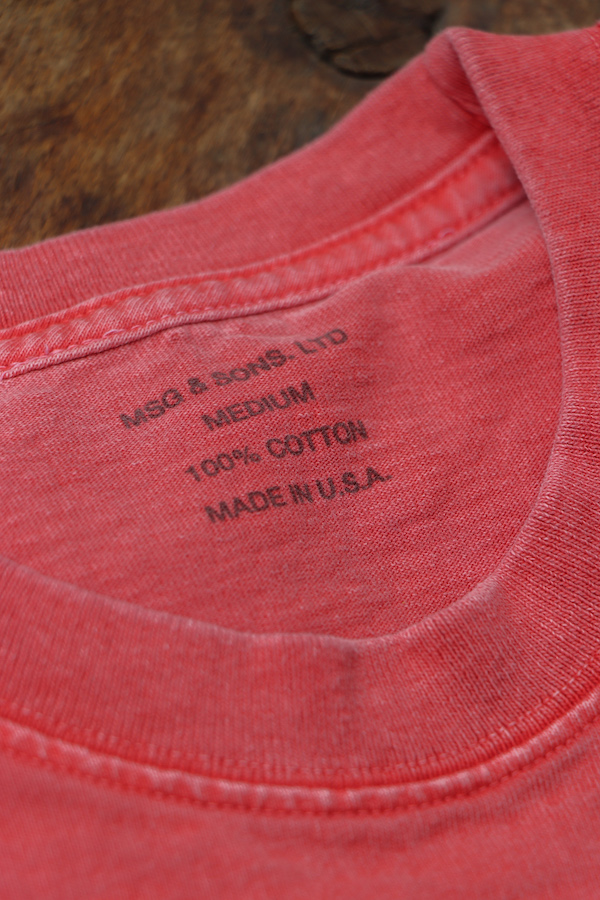 MSG & SONS. LTD
MEDIUM
100% COTTON
MADE IN U.S.A.